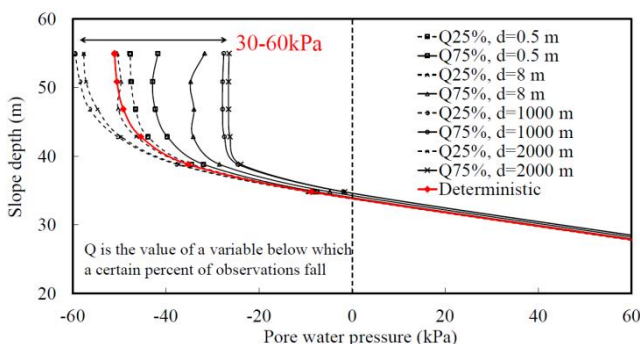 30-60kPa
Q25%, d=0.5 m
Q75%, d=0.5 m
Q25%, d=8 m
Q75%, d=8 m
Q25%, d=1000 m
Q75%, d=1000 m
Q25%, d=2000 m
Q75%, d=2000 m
Deterministic
Q is the value of a variable below which
a certain percent of observations fall
Slope depth (m)
60
50
40
30
20
-60
-40
-20
0
20
40
60
Pore water pressure (kPa)